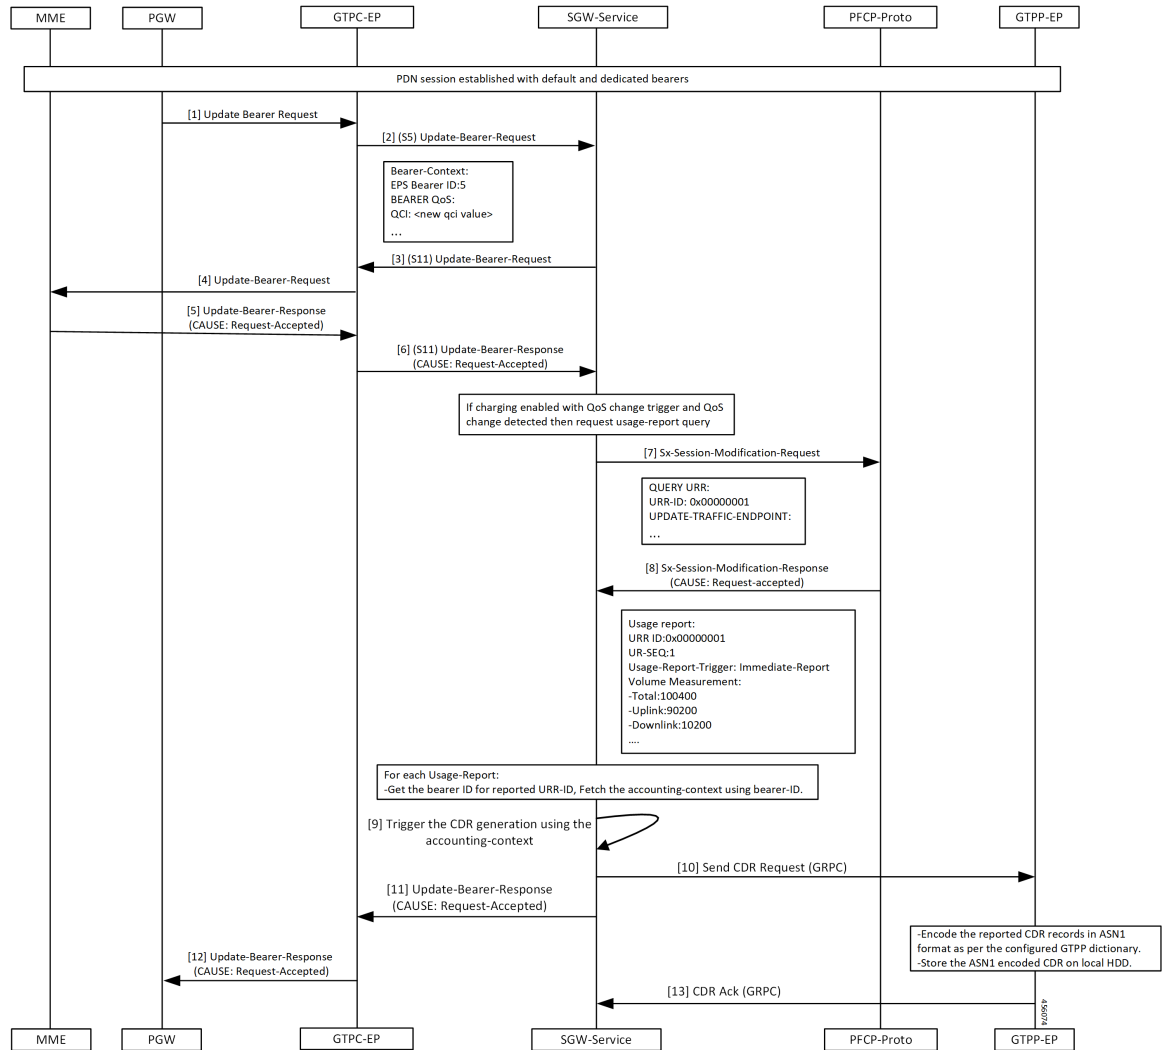 MME
PGW
GTPC-EP
SGW-Service
PFCP-Proto
GTPP-EP
PDN session established with default and dedicated bearers
[1] Update Bearer Request
[2] (S5) Update-Bearer-Request
Bearer-Context:
EPS Bearer ID:5
BEARER QoS:
QCI: <new qci value>
...
[3] (S11) Update-Bearer-Request
[4] Update-Bearer-Request
[5] Update-Bearer-Response
(CAUSE: Request-Accepted)
[6] (S11) Update-Bearer-Response
(CAUSE: Request-Accepted)
If charging enabled with QoS change trigger and QoS
change detected then request usage-report query
[7] Sx-Session-Modification-Request
QUERY URR:
URR-ID: 0x00000001
UPDATE-TRAFFIC-ENDPOINT:
...
[8] Sx-Session-Modification-Response
(CAUSE: Request-accepted)
Usage report:
URR ID:0x00000001
UR-SEQ:1
Usage-Report-Trigger: Immediate-Report
Volume Measurement:
-Total:100400
-Uplink:90200
-Downlink:10200
....
For each Usage-Report:
-Get the bearer ID for reported URR-ID, Fetch the accounting-context using bearer-ID.
[9] Trigger the CDR generation using the
accounting-context
[10] Send CDR Request (GRPC)
[11] Update-Bearer-Response
(CAUSE: Request-Accepted)
-Encode the reported CDR records in ASN1
format as per the configured GTPP dictionary.
-Store the ASN1 encoded CDR on local HDD.
[12] Update-Bearer-Response
(CAUSE: Request-Accepted)
[13] CDR Ack (GRPC)
456074
MME
PGW
GTPC-EP
SGW-Service
PFCP-Proto
GTPP-EP